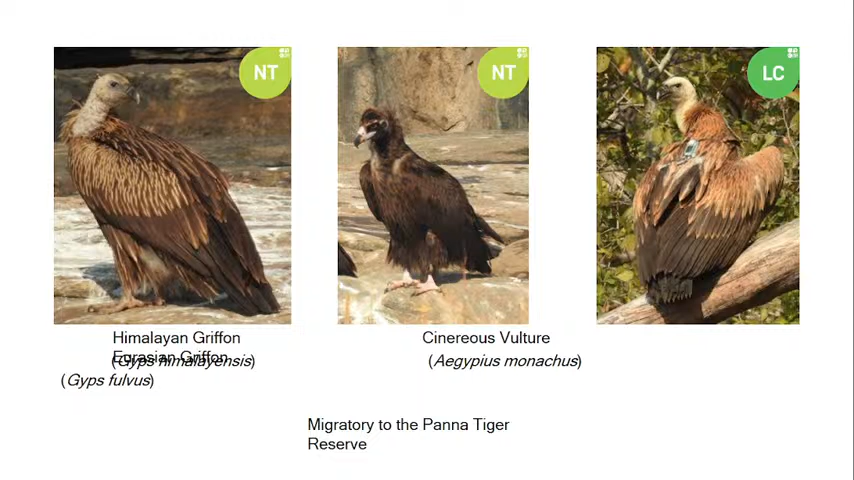 NT
NT
LC
Himalayan Griffon
Cinereous Vulture
Eurasian Griffon
(Gyps himalayensis)
(Aegypius monachus)
(Gyps fulvus)
Migratory to the Panna Tiger
Reserve